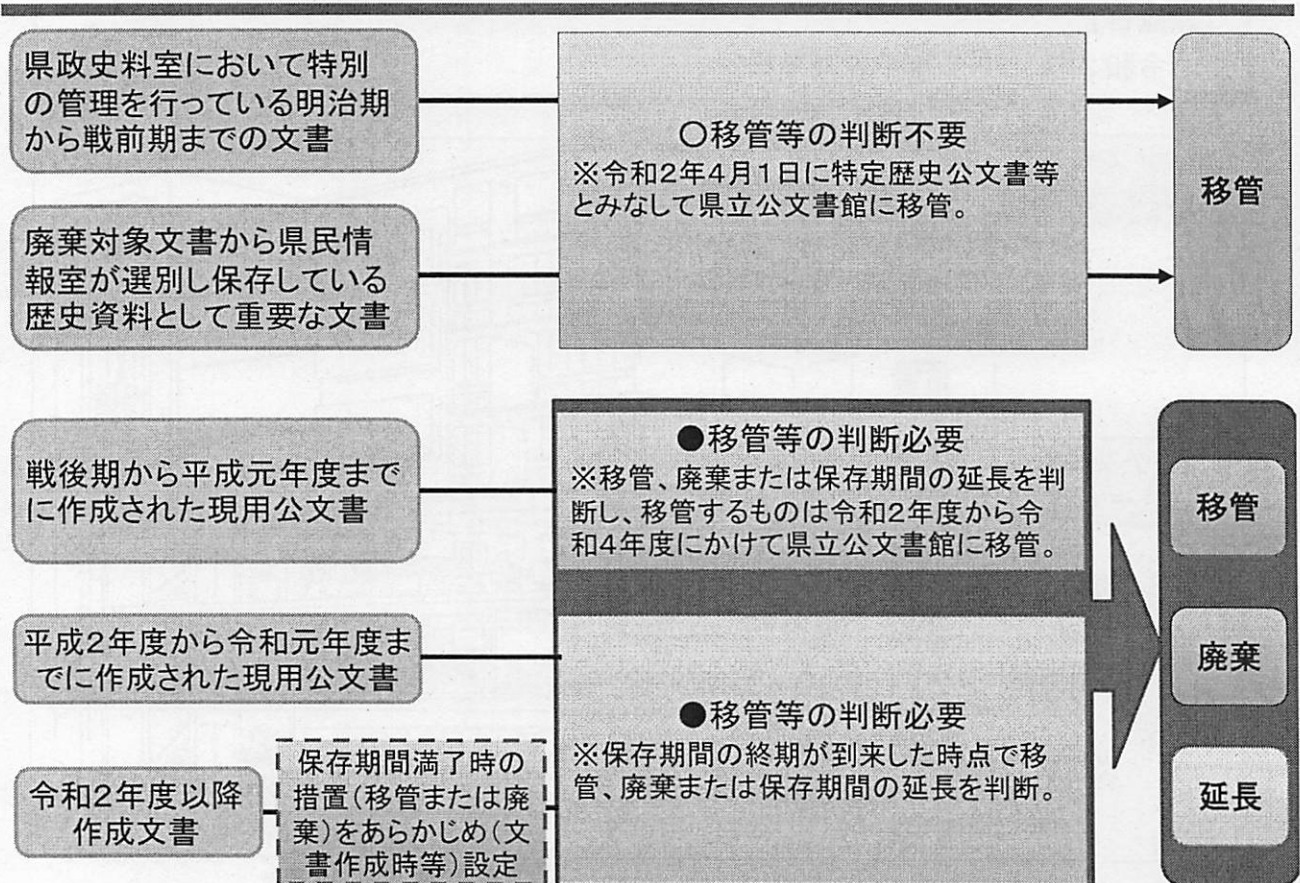 県政史料室において特別
の管理を行っている明治期
から戦前期までの文書
〇移管等の判断不要
※令和2年4月1日に特定歴史公文書等
とみなして県立公文書館に移管。
移管
廃棄対象文書から県民情
報室が選別し保存している
歴史資料として重要な文書
戦後期から平成元年度まで
に作成された現用公文書
●移管等の判断必要
※移管、廃棄または保存期間の延長を判
断し、移管するものは令和2年度から令
和4年度にかけて県立公文書館に移管。
平成2年度から令和元年度ま
でに作成された現用公文書
令和2年度以降
作成文書
保存期間満了時の
措置(移管または廃
棄)をあらかじめ(文
書作成時等)設定
●移管等の判断必要
※保存期間の終期が到来した時点で移
管、廃棄または保存期間の延長を判断。
移管
廃棄
延長